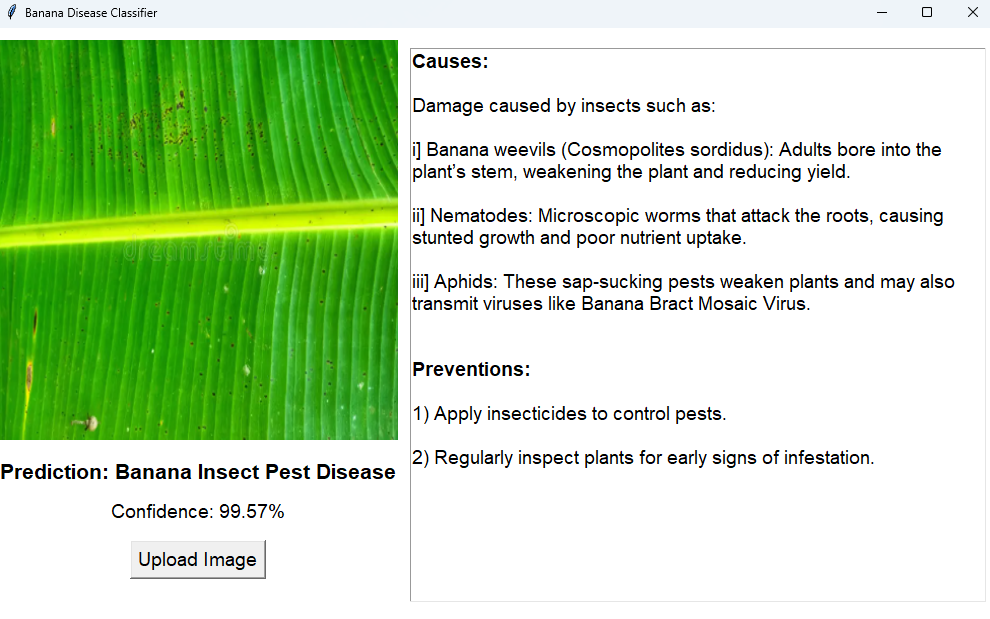 Banana Disease Classifier
dreamstime
Prediction: Banana Insect Pest Disease
Confidence: 99.57%
Upload Image
Causes:
Damage caused by insects such as:
i] Banana weevils (Cosmopolites sordidus): Adults bore into the
plant’s stem, weakening the plant and reducing yield.
ii] Nematodes: Microscopic worms that attack the roots, causing
stunted growth and poor nutrient uptake.
iii] Aphids: These sap-sucking pests weaken plants and may also
transmit viruses like Banana Bract Mosaic Virus.
Preventions:
1) Apply insecticides to control pests.
2) Regularly inspect plants for early signs of infestation.